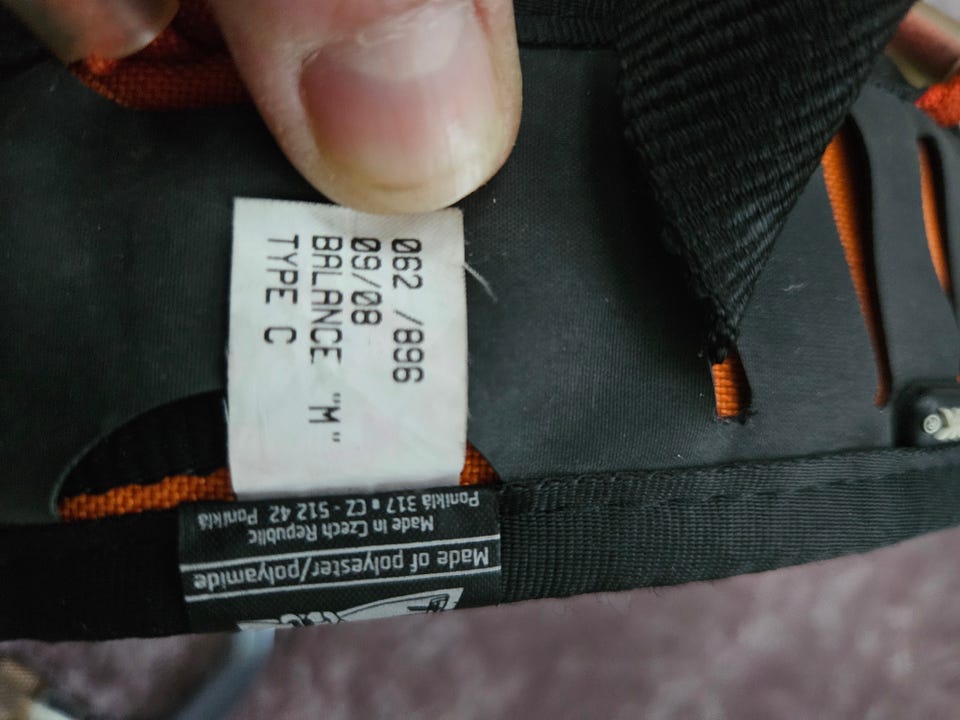 062 /896
09/08
BALANCE "M"
TYPE C
Made of polyester/polyamide
Made in Czech Republic
Poniklá 317 ▪ CZ - 512 42 Poniklá